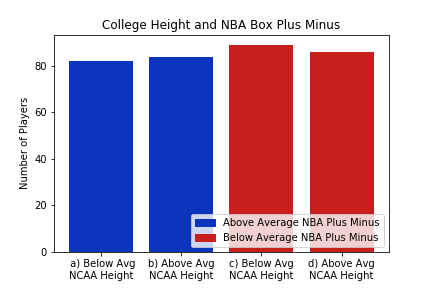 College Height and NBA Box Plus Minus
Number of Players
80
60
40
20
0
Above Average NBA Plus Minus
Below Average NBA Plus Minus
a) Below Avg
NCAA Height
b) Above Avg
NCAA Height
c) Below Avg
NCAA Height
d) Above Avg
NCAA Height